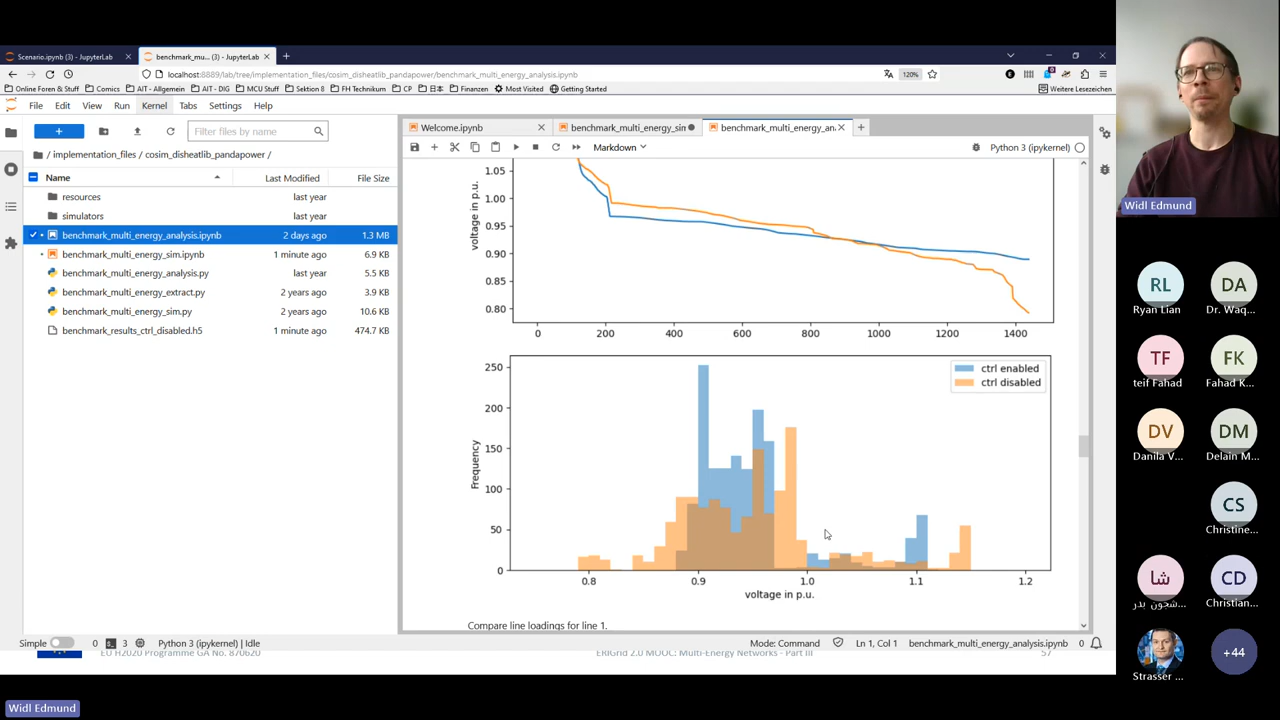 Scenario.ipynb (3) - JupyterLab
benchmark_mu... (3) - JupyterLab
localhost:8889/lab/tree/implementation_files/cosim_disheatlib_pandapower/benchmark_multi_energy_analysis.ipynb
120%
Online Foren & Stuff
Comics
AIT - Allgemein
AIT - DIG
MCU Stuff
Sektion 8
FH Technikum
CP
日本
Finanzen
Most Visited
Getting Started
Weitere Lesezeichen
File Edit View Run Kernel Tabs Settings Help
Filter files by name
/ implementation_files / cosim_disheatlib_pandapower /
Name Last Modified File Size
resources last year
simulators last year
benchmark_multi_energy_analysis.ipynb 2 days ago 1.3 MB
benchmark_multi_energy_sim.ipynb 1 minute ago 6.9 KB
benchmark_multi_energy_analysis.py last year 5.5 KB
benchmark_multi_energy_extract.py 2 years ago 3.9 KB
benchmark_multi_energy_sim.py 2 years ago 10.6 KB
benchmark_results_ctrl_disabled.h5 1 minute ago 474.7 KB
Welcome.ipynb
benchmark_multi_energy_sin
benchmark_multi_energy_an
Markdown
Python 3 (ipykernel)
voltage in p.u.
1.05
1.00
0.95
0.90
0.85
0.80
0 200 400 600 800 1000 1200 1400
ctrl enabled
ctrl disabled
Frequency
250
200
150
100
50
0
0.8 0.9 1.0 1.1 1.2
voltage in p.u.
Compare line loadings for line 1.
Simple 0 3 Python 3 (ipykernel) | Idle
Mode: Command Ln 1, Col 1 benchmark_multi_energy_analysis.ipynb 0
EU H2020 Programme GA No. 870620
ERIGrid 2.0 MOOC: Multi-Energy Networks - Part III
57
Widl Edmund
Widl Edmund
RL
Ryan Lian
DA
Dr. Waq...
TF
teif Fahad
FK
Fahad K...
DV
Danila V...
DM
Delain M...
CS
Christine...
شا
شجون بدر...
CD
Christian...
Strasser ...
+44